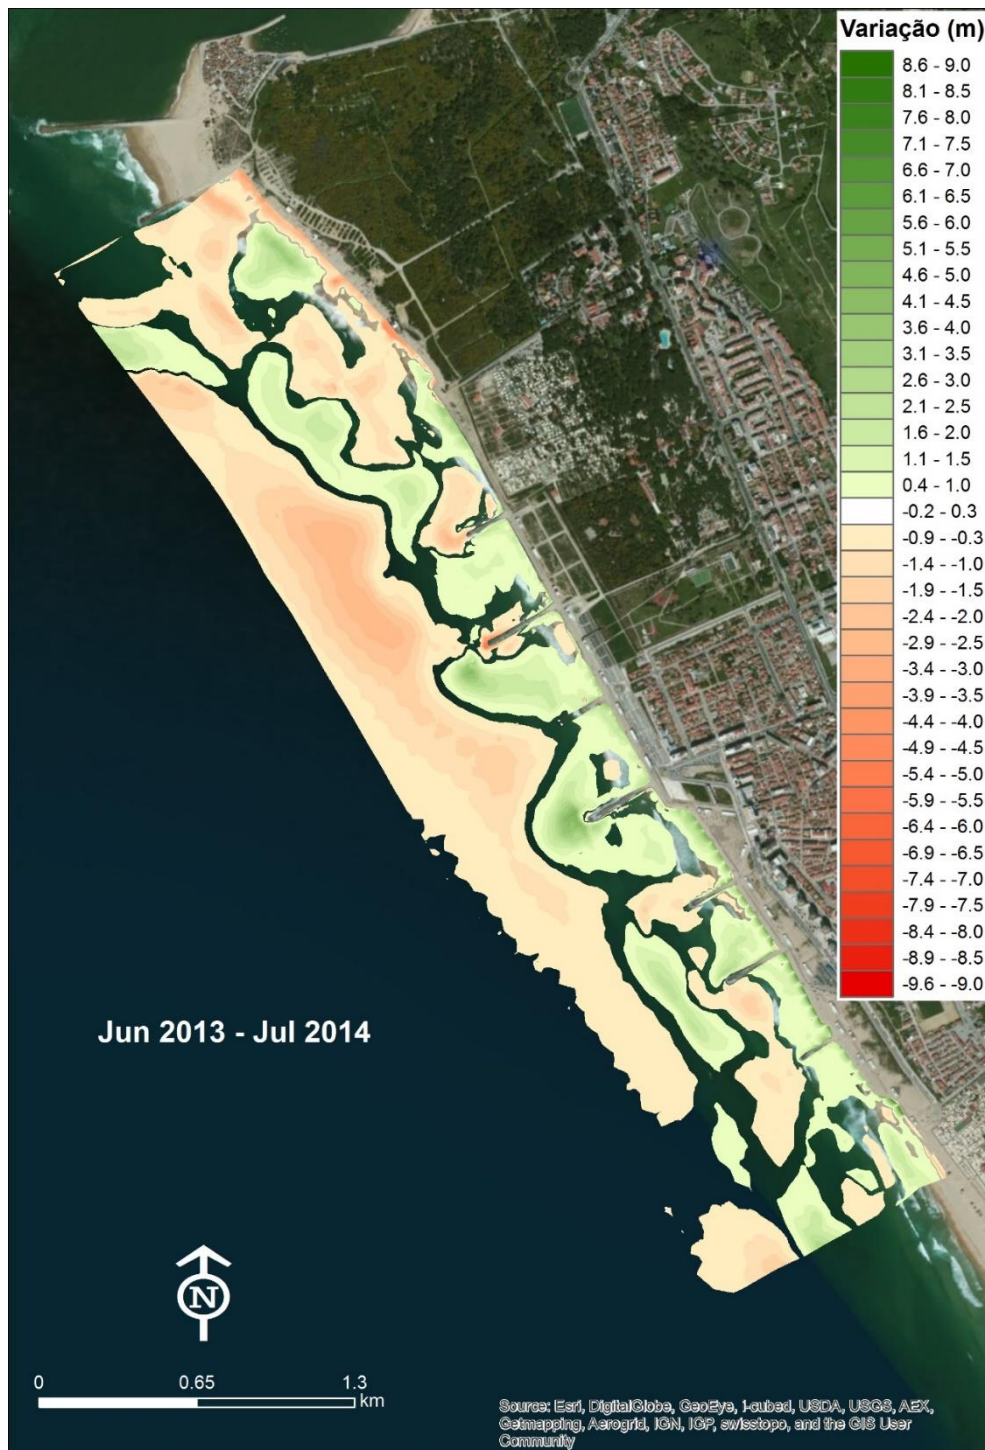 Variação (m)
8.6 - 9.0
8.1 - 8.5
7.6 - 8.0
7.1 - 7.5
6.6 - 7.0
6.1 - 6.5
5.6 - 6.0
5.1 - 5.5
4.6 - 5.0
4.1 - 4.5
3.6 - 4.0
3.1 - 3.5
2.6 - 3.0
2.1 - 2.5
1.6 - 2.0
1.1 - 1.5
0.4 - 1.0
-0.2 - 0.3
-0.9 - -0.3
-1.4 - -1.0
-1.9 - -1.5
-2.4 - -2.0
-2.9 - -2.5
-3.4 - -3.0
-3.9 - -3.5
-4.4 - -4.0
-4.9 - -4.5
-5.4 - -5.0
-5.9 - -5.5
-6.4 - -6.0
-6.9 - -6.5
-7.4 - -7.0
-7.9 - -7.5
-8.4 - -8.0
-8.9 - -8.5
-9.6 - -9.0
Jun 2013 - Jul 2014
N
0 0.65 1.3
km
Source: Esri, DigitalGlobe, GeoEye, i-cubed, USDA, USGS, AEX,
Getmapping, Aerogrid, IGN, IGP, swisstopo, and the GIS User
Community